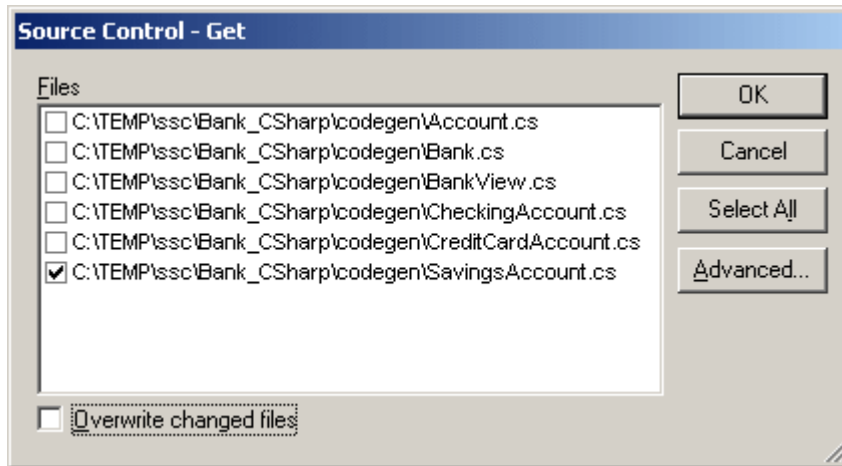 Source Control - Get
Files
OK
C:\TEMP\ssc\Bank_CSharp\codegen\Account.cs
C:\TEMP\ssc\Bank_CSharp\codegen\Bank.cs
Cancel
C:\TEMP\ssc\Bank_CSharp\codegen\BankView.cs
C:\TEMP\ssc\Bank_CSharp\codegen\CheckingAccount.cs
Select All
C:\TEMP\ssc\Bank_CSharp\codegen\CreditCardAccount.cs
C:\TEMP\ssc\Bank_CSharp\codegen\SavingsAccount.cs
Advanced...
Overwrite changed files